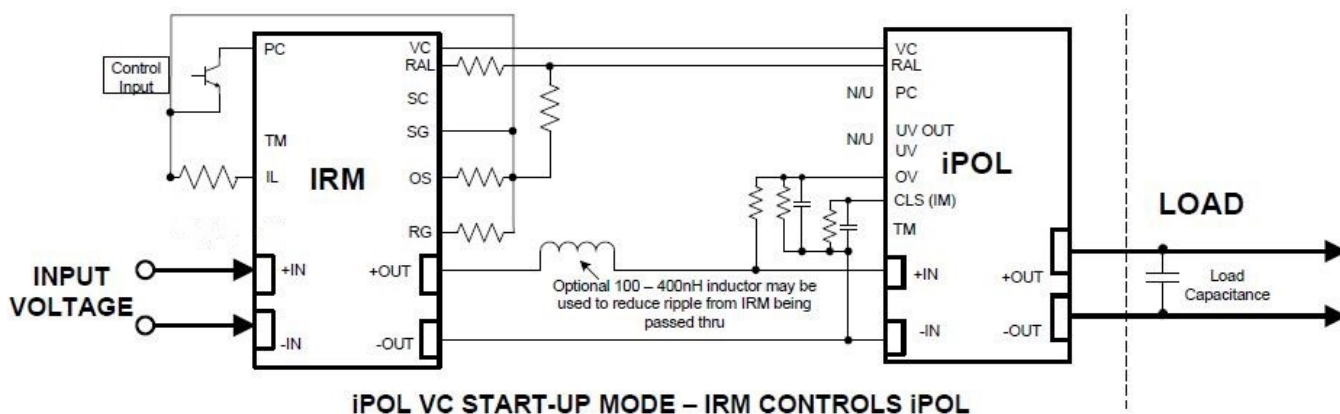 Control
Input
PC
TM
IL
IRM
VC
RAL
SC
SG
OS
RG
INPUT
VOLTAGE
+IN
-IN
+OUT
-OUT
Optional 100 – 400nH inductor may be
used to reduce ripple from IRM being
passed thru
N/U
N/U
VC
RAL
PC
UV OUT
UV
iPOL
OV
CLS (IM)
TM
+IN
-IN
+OUT
-OUT
LOAD
Load
Capacitance
iPOL VC START-UP MODE – IRM CONTROLS iPOL